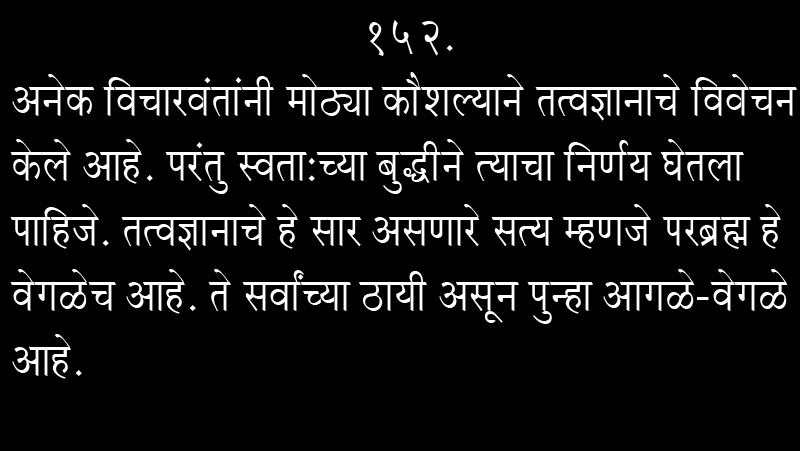 १५२.
अनेक विचारवंतांनी मोठ्या कौशल्याने तत्वज्ञानाचे विवेचन
केले आहे. परंतु स्वता:च्या बुद्धीने त्याचा निर्णय घेतला
पाहिजे. तत्वज्ञानाचे हे सार असणारे सत्य म्हणजे परब्रह्म हे
वेगळेच आहे. ते सर्वांच्या ठायी असून पुन्हा आगळे-वेगळे
आहे.